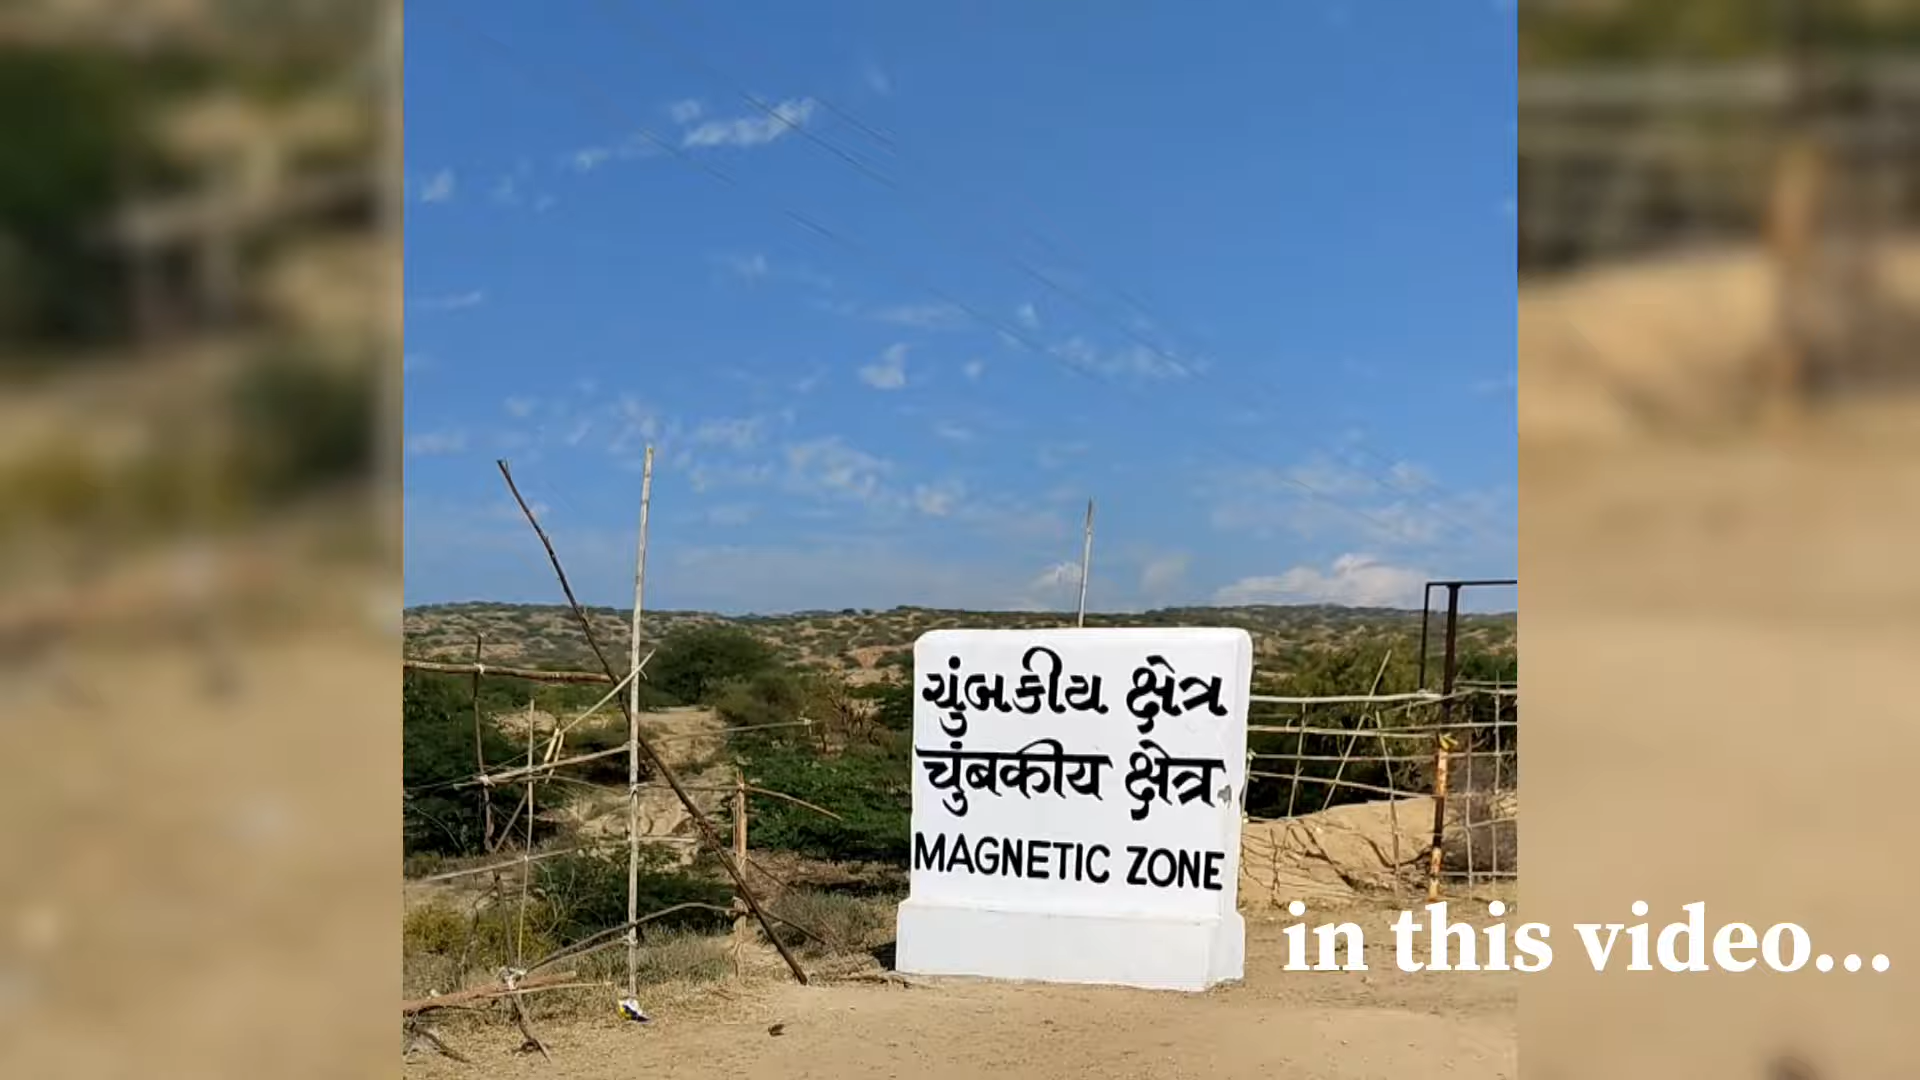 ચુંબકીય ક્ષેત્ર
चुंबकीय क्षेत्र
MAGNETIC ZONE
in this video...